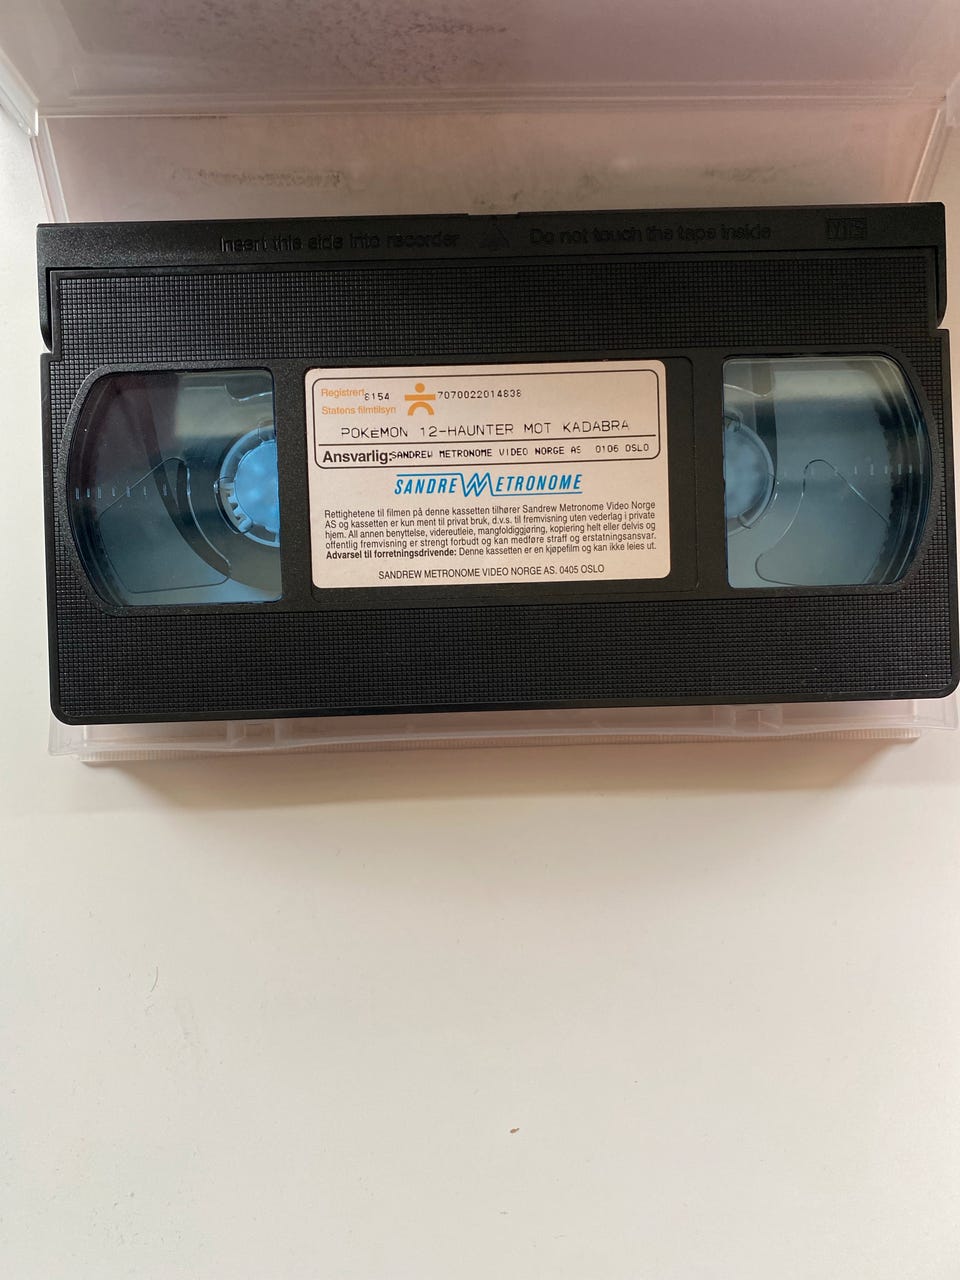 Insert this side into recorder Do not touch the tape inside VHS
Registrert 8154 7070022014838
Statens filmtilsyn
POKÉMON 12-HAUNTER MOT KADABRA
Ansvarlig: SANDREW METRONOME VIDEO NORGE AS 0106 OSLO
SANDREW METRONOME
Rettighetene til filmen på denne kassetten tilhører Sandrew Metronome Video Norge
AS og kassetten er kun ment til privat bruk, d.v.s. til fremvisning uten vederlag i private
hjem. All annen benyttelse, videreutleie, mangfoldiggjøring, kopiering helt eller delvis og
offentlig fremvisning er strengt forbudt og kan medføre straff og erstatningsansvar.
Advarsel til forretningsdrivende: Denne kassetten er en kjøpefilm og kan ikke leies ut.
SANDREW METRONOME VIDEO NORGE AS. 0405 OSLO